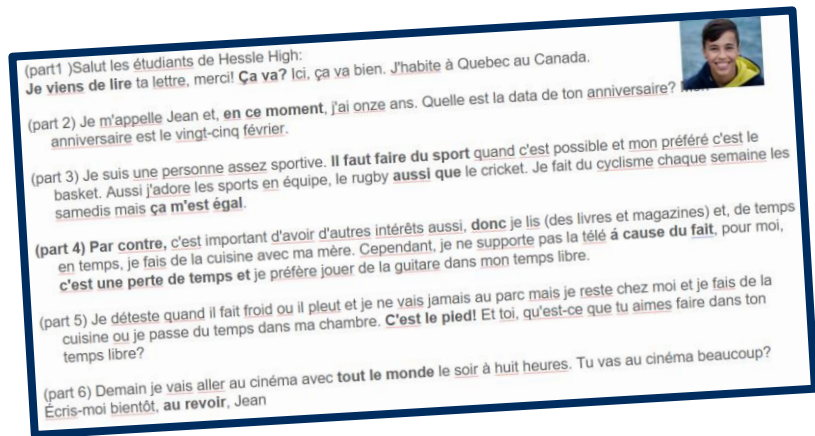 (part1 )Salut les étudiants de Hessle High:
Je viens de lire ta lettre, merci! Ça va? Ici, ça va bien. J'habite à Quebec au Canada.
(part 2) Je m'appelle Jean et, en ce moment, j'ai onze ans. Quelle est la data de ton anniversaire?
anniversaire est le vingt-cinq février.
(part 3) Je suis une personne assez sportive. Il faut faire du sport quand c'est possible et mon préféré c'est le
basket. Aussi j'adore les sports en équipe, le rugby aussi que le cricket. Je fait du cyclisme chaque semaine les
samedis mais ça m'est égal.
(part 4) Par contre, c'est important d'avoir d'autres intérêts aussi, donc je lis (des livres et magazines) et, de temps
en temps, je fais de la cuisine avec ma mère. Cependant, je ne supporte pas la télé á cause du fait, pour moi,
c'est une perte de temps et je préfère jouer de la guitare dans mon temps libre.
(part 5) Je déteste quand il fait froid ou il pleut et je ne vais jamais au parc mais je reste chez moi et je fais de la
cuisine ou je passe du temps dans ma chambre. C'est le pied! Et toi, qu'est-ce que tu aimes faire dans ton
temps libre?
(part 6) Demain je vais aller au cinéma avec tout le monde le soir à huit heures. Tu vas au cinéma beaucoup?
Écris-moi bientôt, au revoir, Jean